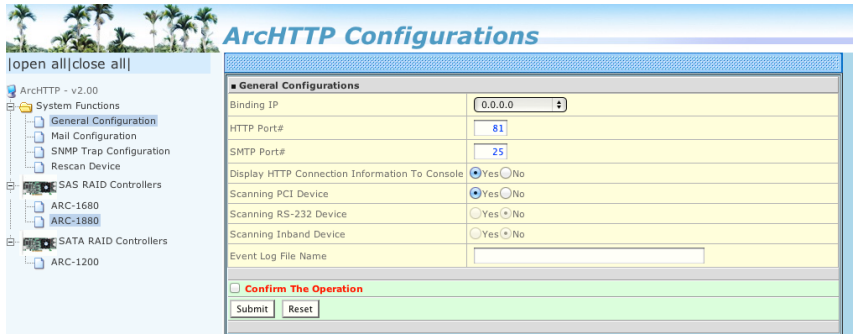 ArcHTTP Configurations
|open all|close all|
ArcHTTP - v2.00
System Functions
General Configuration
Mail Configuration
SNMP Trap Configuration
Rescan Device
SAS RAID Controllers
ARC-1680
ARC-1880
SATA RAID Controllers
ARC-1200
General Configurations
Binding IP 0.0.0.0
HTTP Port# 81
SMTP Port# 25
Display HTTP Connection Information To Console Yes No
Scanning PCI Device Yes No
Scanning RS-232 Device Yes No
Scanning Inband Device Yes No
Event Log File Name
Confirm The Operation
Submit Reset